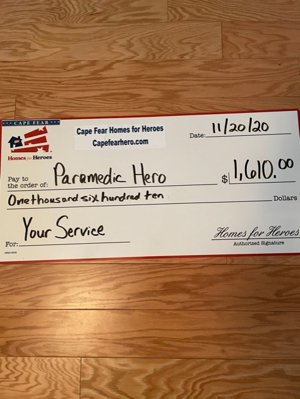 CAPE FEAR
Homes for Heroes
Cape Fear Homes for Heroes
Capefearhero.com
Date: 11/20/20
Pay to
the order of: Paramedic Hero $ 1,610.00
One thousand six hundred ten Dollars
For: Your Service
Homes for Heroes
Authorized Signature